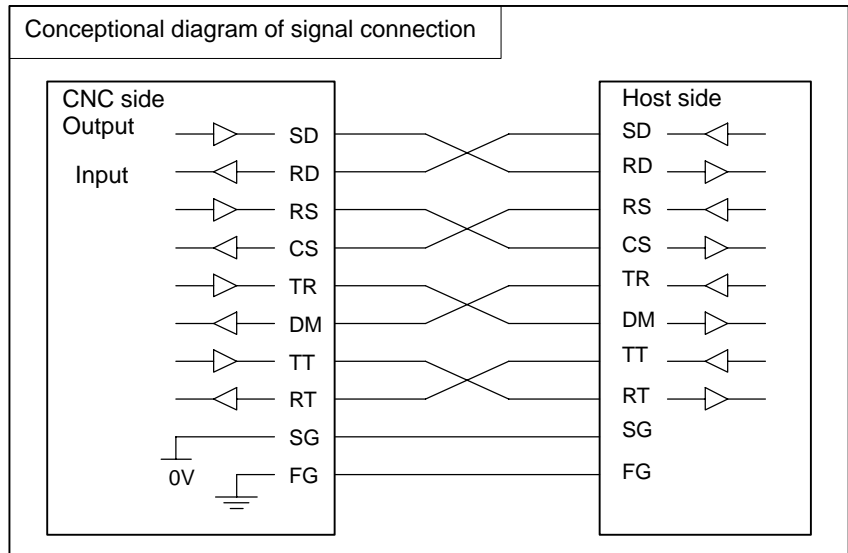 Conceptional diagram of signal connection
CNC side
Output
Input
SD
RD
RS
CS
TR
DM
TT
RT
SG
FG
0V
Host side
SD
RD
RS
CS
TR
DM
TT
RT
SG
FG